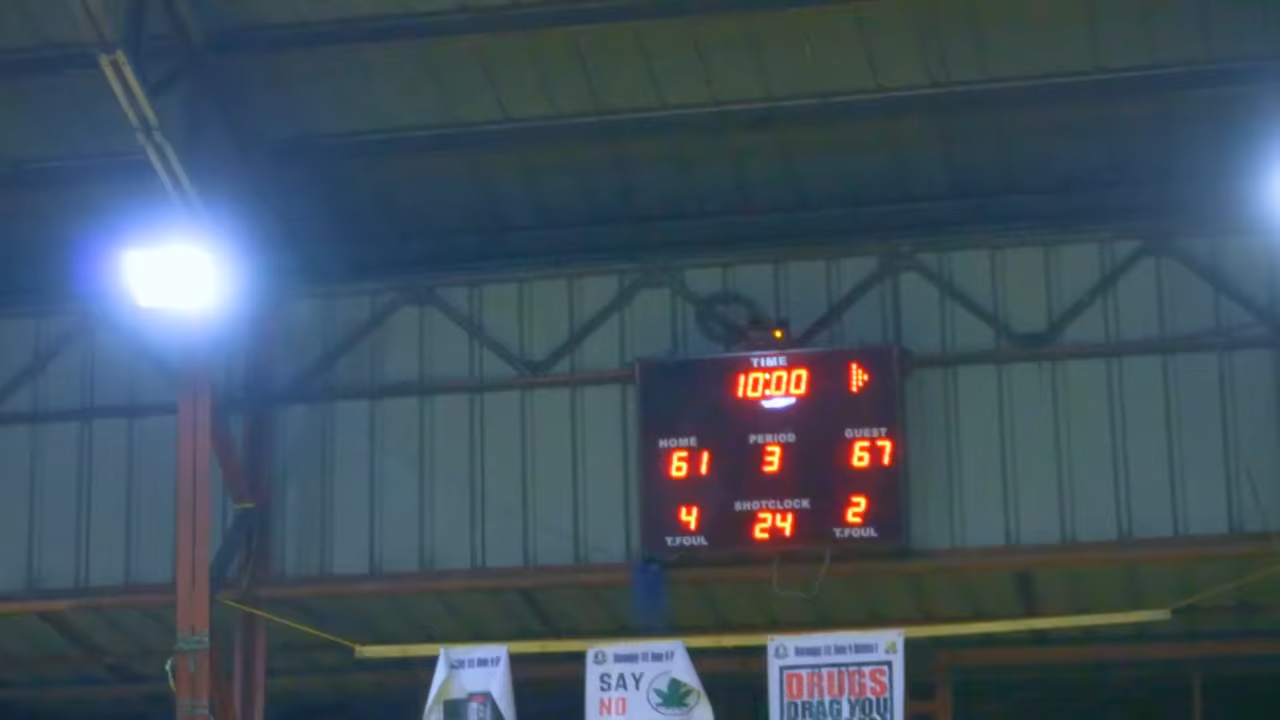 TIME
10:00
HOME PERIOD GUEST
61 3 67
SHOTCLOCK
4 24 2
T.FOUL T.FOUL
SAY
NO
DRUGS
DRAG YOU